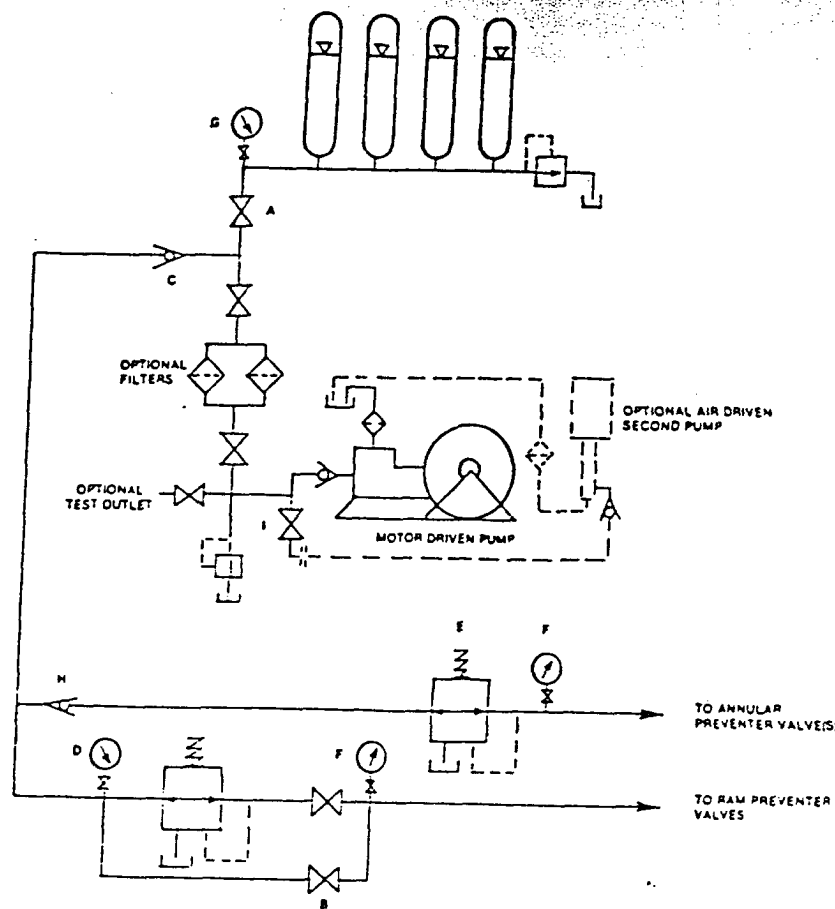 G
A
C
OPTIONAL
FILTERS
OPTIONAL AIR DRIVEN
SECOND PUMP
OPTIONAL
TEST OUTLET
I
MOTOR DRIVEN PUMP
E
F
H
TO ANNULAR
PREVENTER VALVE(S)
D
F
TO RAM PREVENTER
VALVES
B